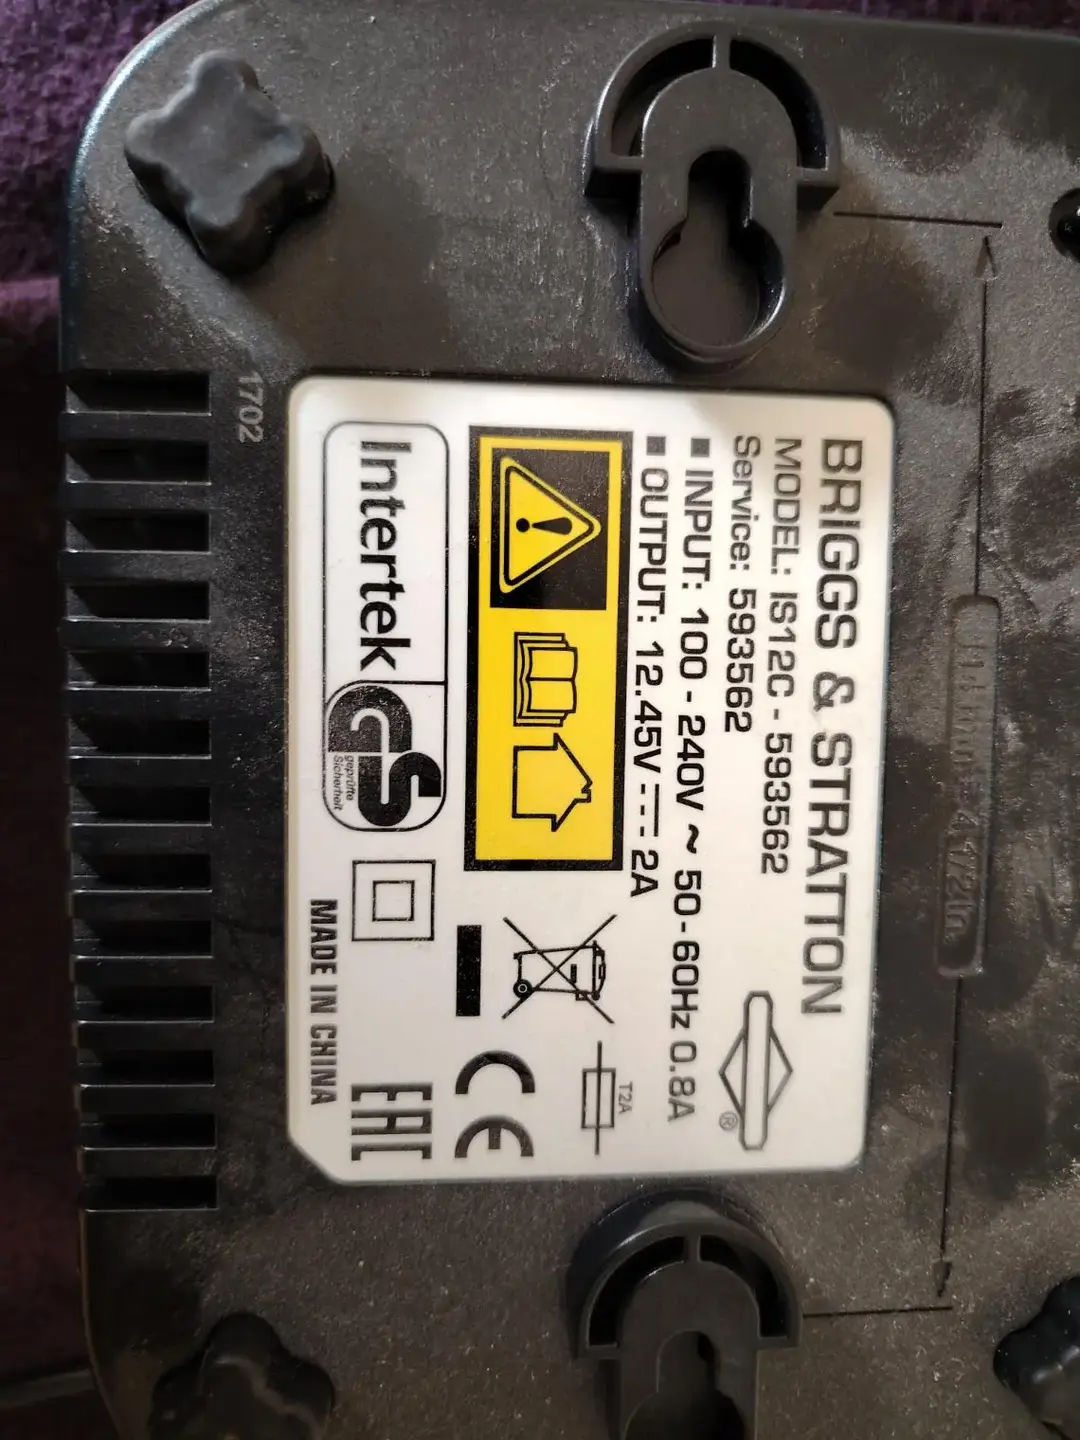 BRIGGS & STRATTON
MODEL: IS12C - 593562
Service: 593562
■ INPUT: 100 - 240V ~ 50 - 60Hz 0.8A
■ OUTPUT: 12.45V ⎓ 2A
®
T2A
Intertek
GS
geprüfte
Sicherheit
CE
EAC
MADE IN CHINA
1702